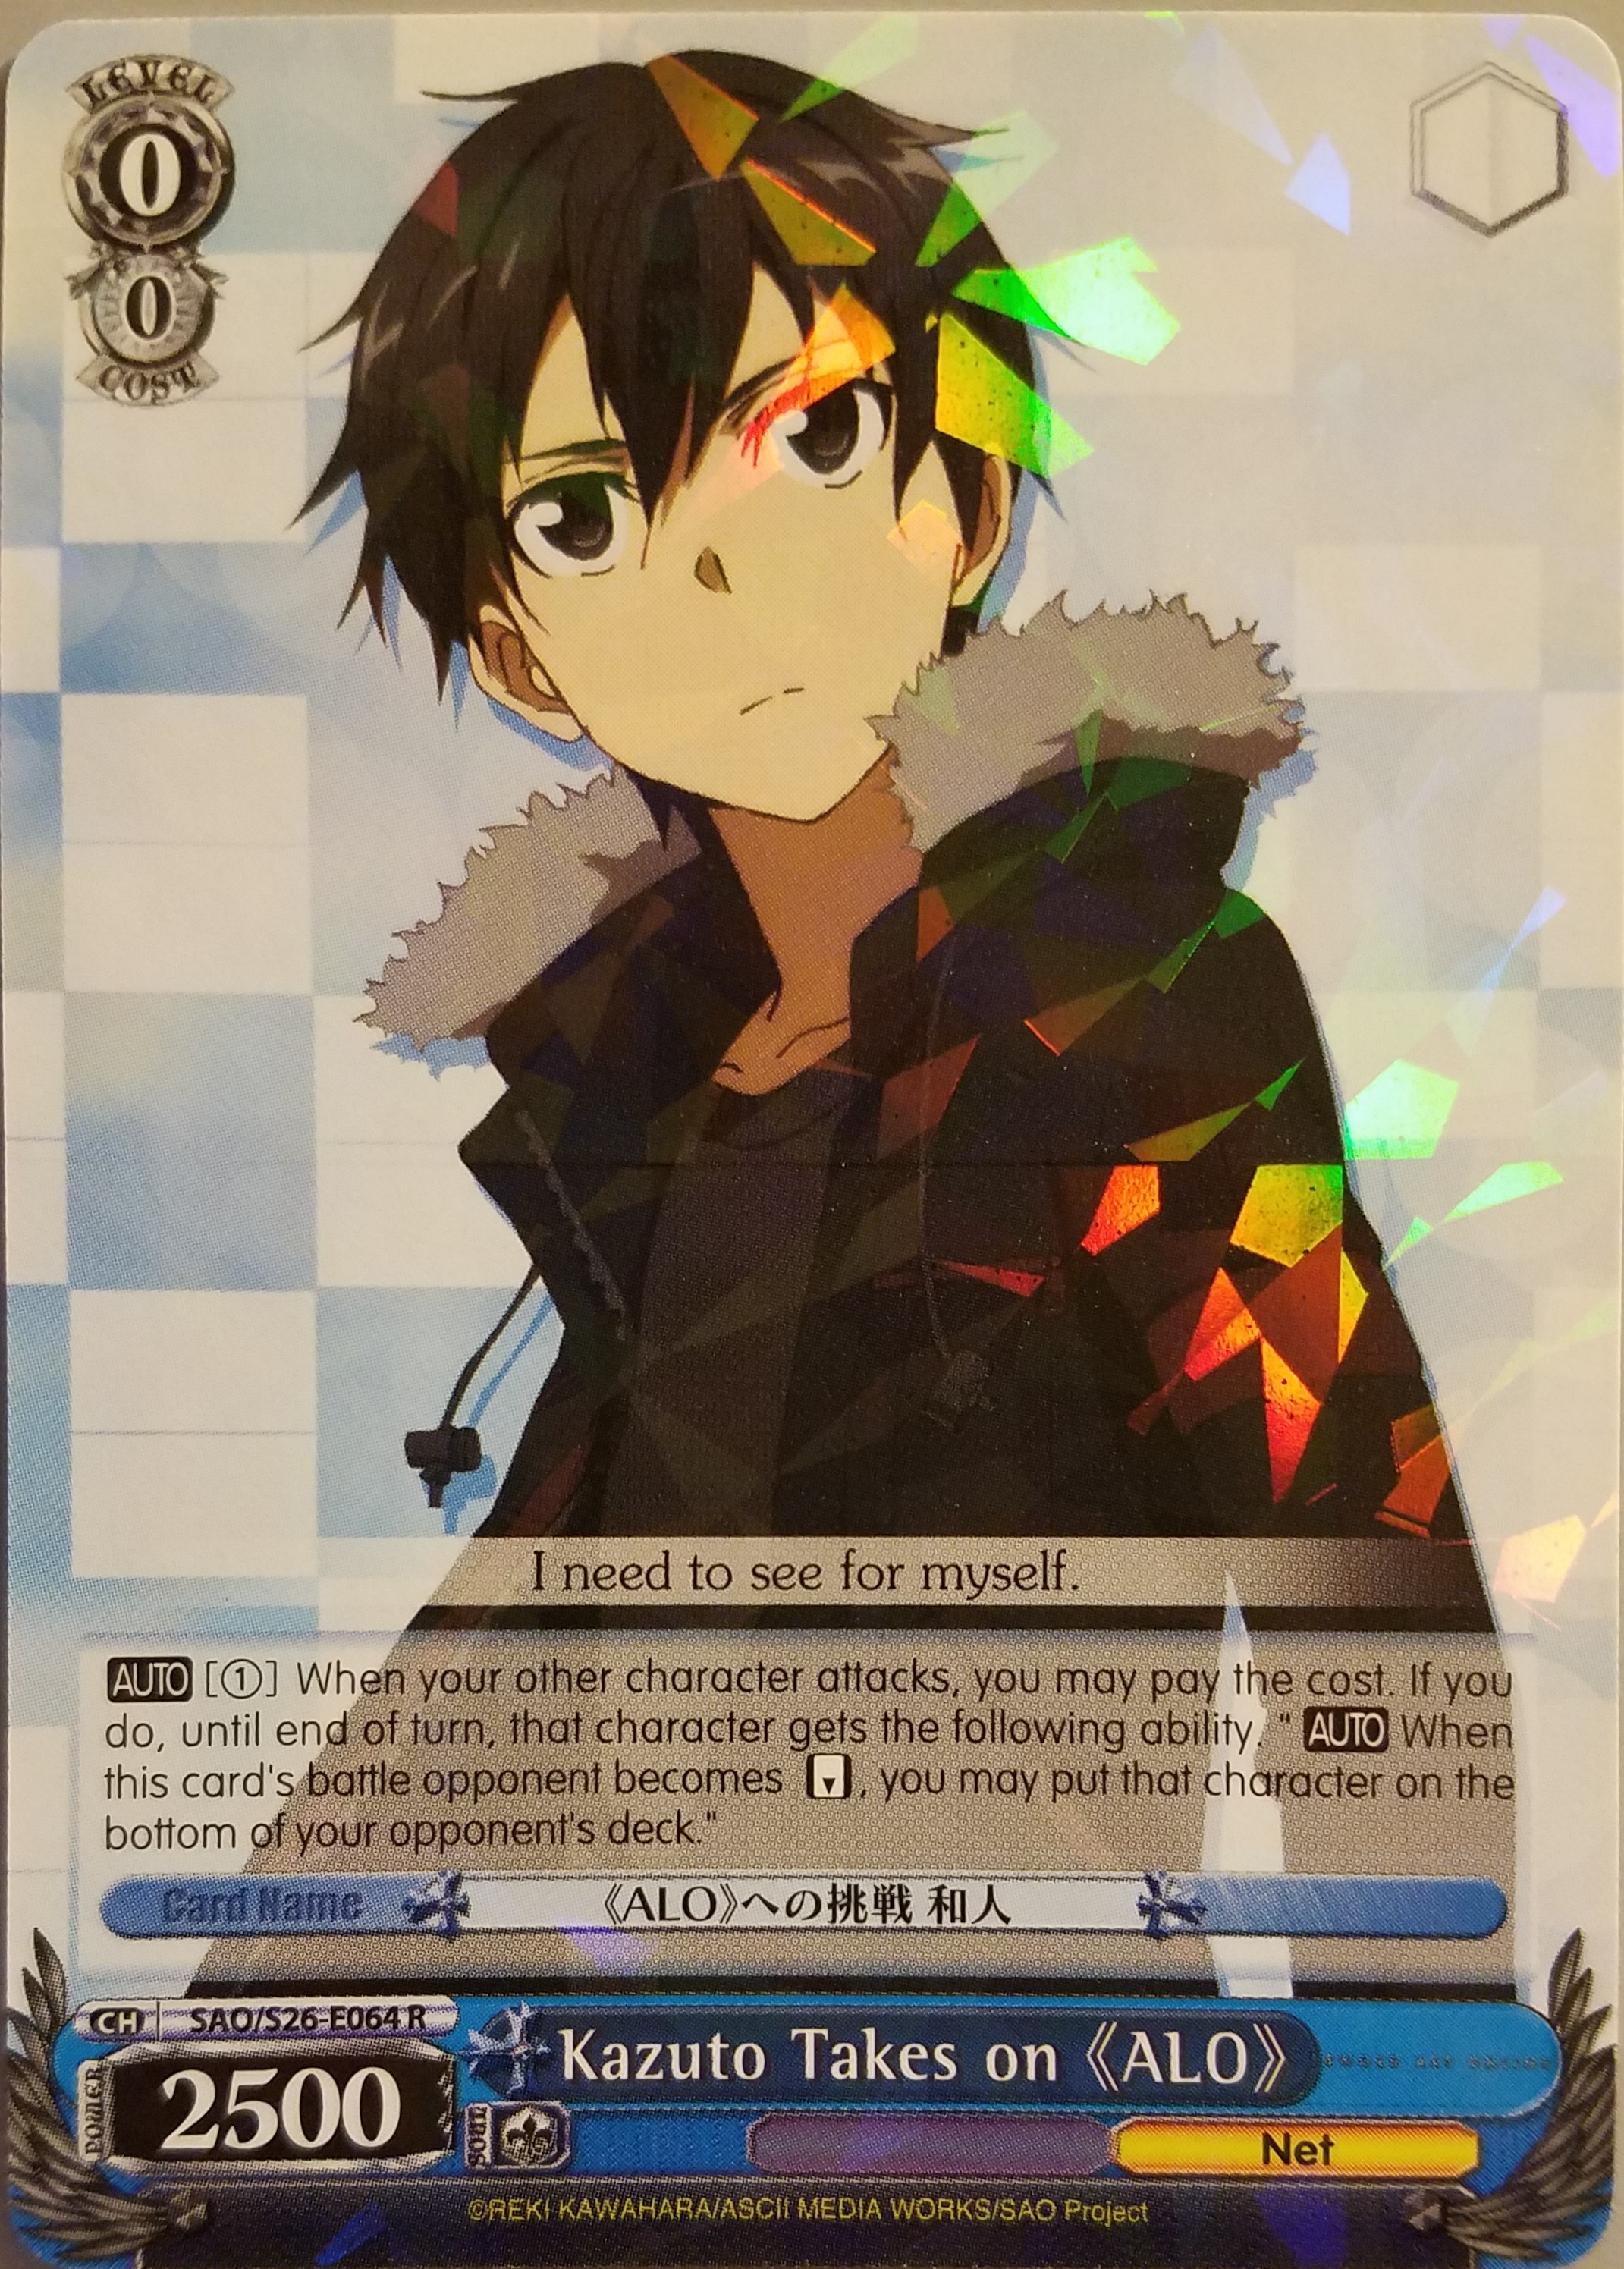 LEVEL
0
0
COST
I need to see for myself.
AUTO [①] When your other character attacks, you may pay the cost. If you
do, until end of turn, that character gets the following ability. " AUTO When
this card's battle opponent becomes , you may put that character on the
bottom of your opponent's deck."
Card Name 《ALO》への挑戦 和人
CH SAO/S26-E064 R
Kazuto Takes on 《ALO》
SWORD ART ONLINE
POWER 2500
SOUL
Net
©REKI KAWAHARA/ASCII MEDIA WORKS/SAO Project